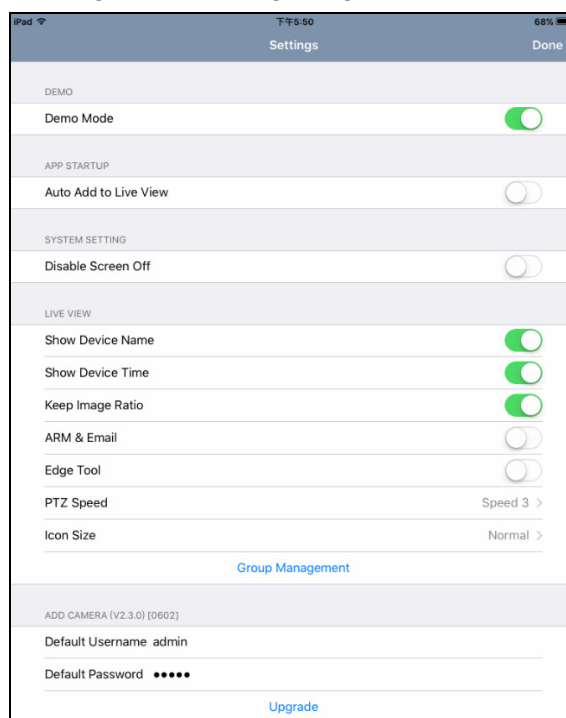 iPad 下午5:50 68%
Settings Done
DEMO
Demo Mode
APP STARTUP
Auto Add to Live View
SYSTEM SETTING
Disable Screen Off
LIVE VIEW
Show Device Name
Show Device Time
Keep Image Ratio
ARM & Email
Edge Tool
PTZ Speed Speed 3 >
Icon Size Normal >
Group Management
ADD CAMERA (V2.3.0) [0602]
Default Username admin
Default Password •••••
Upgrade